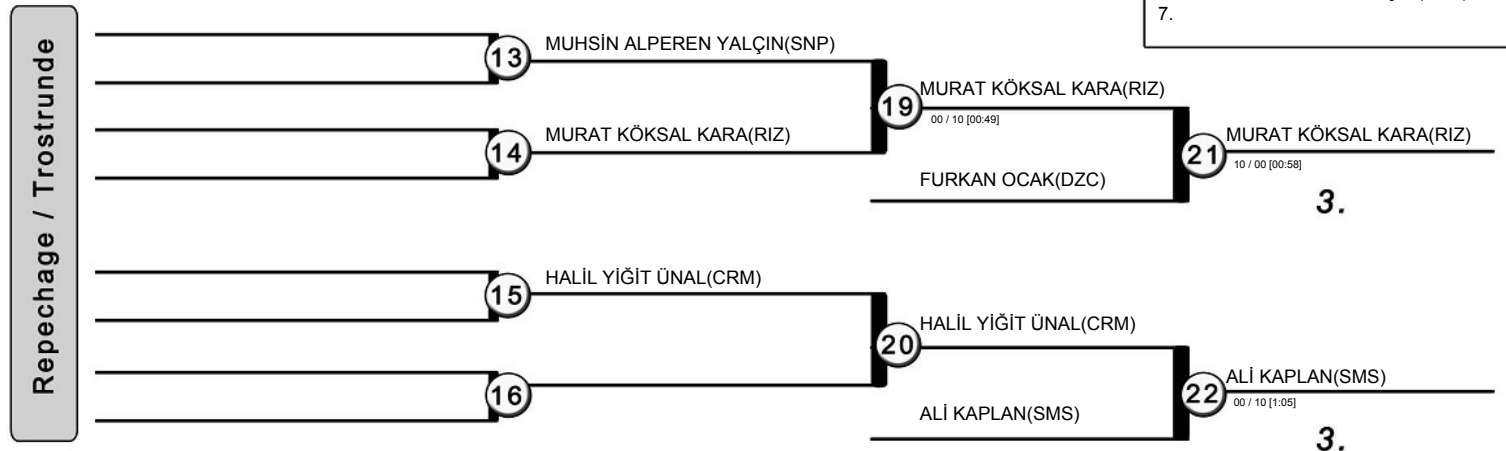 7.
Repechage / Trostrunde
13
MUHSİN ALPEREN YALÇIN(SNP)
19
MURAT KÖKSAL KARA(RIZ)
00 / 10 [00:49]
14
MURAT KÖKSAL KARA(RIZ)
21
MURAT KÖKSAL KARA(RIZ)
10 / 00 [00:58]
FURKAN OCAK(DZC)
3.
15
HALİL YİĞİT ÜNAL(CRM)
20
HALİL YİĞİT ÜNAL(CRM)
16
22
ALİ KAPLAN(SMS)
00 / 10 [1:05]
ALİ KAPLAN(SMS)
3.